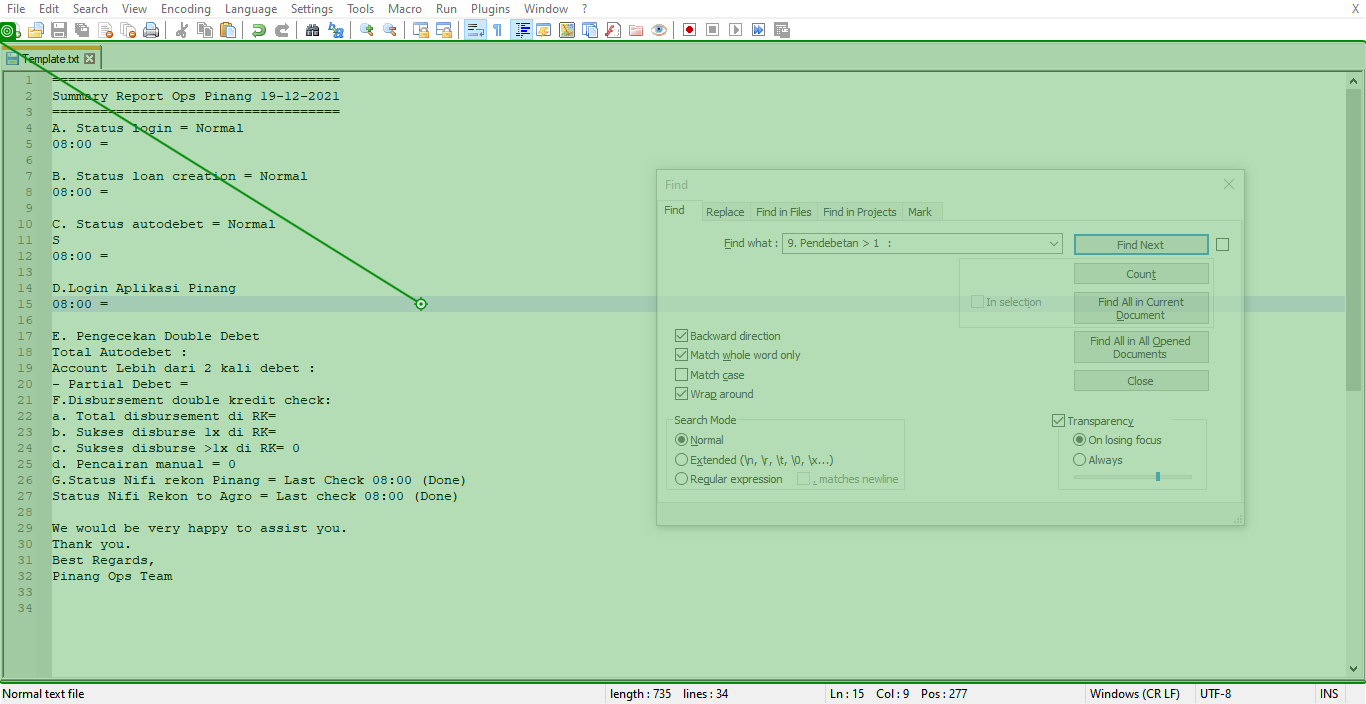 File Edit Search View Encoding Language Settings Tools Macro Run Plugins Window ? X
Template.txt
1 ====================================
2 Summary Report Ops Pinang 19-12-2021
3 ====================================
4 A. Status login = Normal
5 08:00 =
6
7 B. Status loan creation = Normal
8 08:00 =
9
10 C. Status autodebet = Normal
11 S
12 08:00 =
13
14 D.Login Aplikasi Pinang
15 08:00 =
16
17 E. Pengecekan Double Debet
18 Total Autodebet :
19 Account Lebih dari 2 kali debet :
20 - Partial Debet =
21 F.Disbursement double kredit check:
22 a. Total disbursement di RK=
23 b. Sukses disburse 1x di RK=
24 c. Sukses disburse >1x di RK= 0
25 d. Pencairan manual = 0
26 G.Status Nifi rekon Pinang = Last Check 08:00 (Done)
27 Status Nifi Rekon to Agro = Last check 08:00 (Done)
28
29 We would be very happy to assist you.
30 Thank you.
31 Best Regards,
32 Pinang Ops Team
33
34
Find
Find Replace Find in Files Find in Projects Mark
Find what : 9. Pendebetan > 1 :
Find Next
Count
In selection
Find All in Current
Document
Find All in All Opened
Documents
Close
Backward direction
Match whole word only
Match case
Wrap around
Search Mode
Normal
Extended (\n, \r, \t, \0, \x...)
Regular expression . matches newline
Transparency
On losing focus
Always
Normal text file length : 735 lines : 34 Ln : 15 Col : 9 Pos : 277 Windows (CR LF) UTF-8 INS